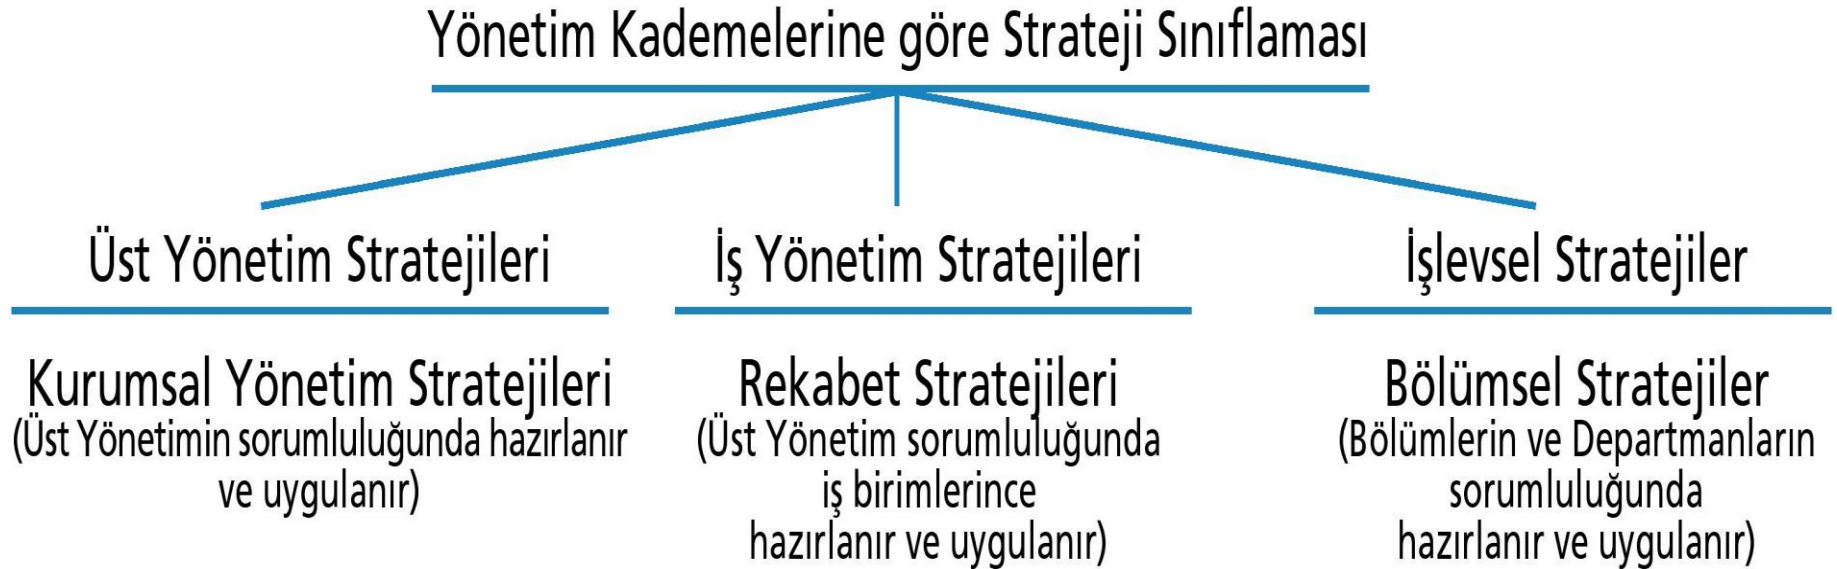 Yönetim Kademelerine göre Strateji Sınıflaması
Üst Yönetim Stratejileri
Kurumsal Yönetim Stratejileri
(Üst Yönetimin sorumluluğunda hazırlanır
ve uygulanır)
İş Yönetim Stratejileri
Rekabet Stratejileri
(Üst Yönetim sorumluluğunda
iş birimlerince
hazırlanır ve uygulanır)
İşlevsel Stratejiler
Bölümsel Stratejiler
(Bölümlerin ve Departmanların
sorumluluğunda
hazırlanır ve uygulanır)